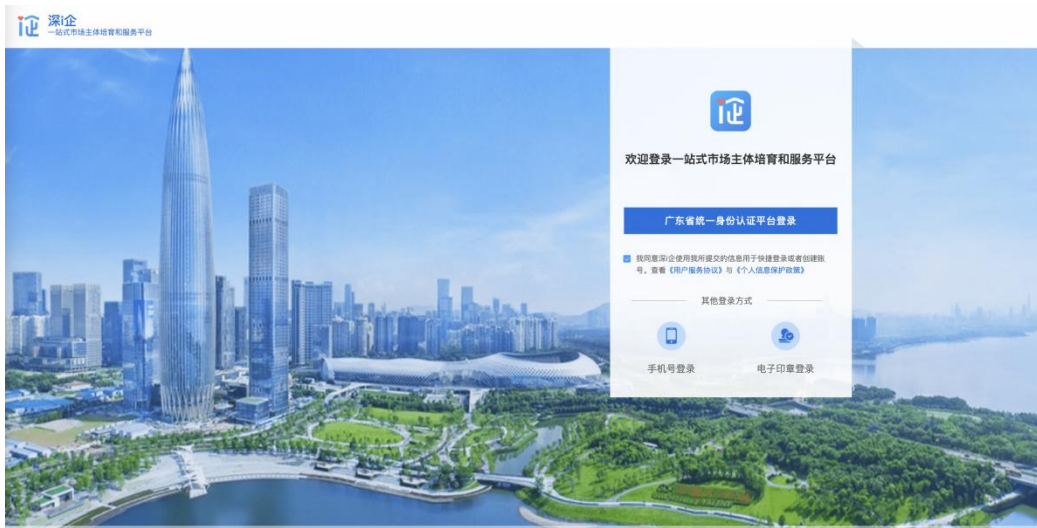 i企 深i企
一站式市场主体培育和服务平台
i企
欢迎登录一站式市场主体培育和服务平台
广东省统一身份认证平台登录
我同意深i企使用我所提交的信息用于快捷登录或者创建账
号。查看《用户服务协议》与《个人信息保护政策》
其他登录方式
手机号登录 电子印章登录